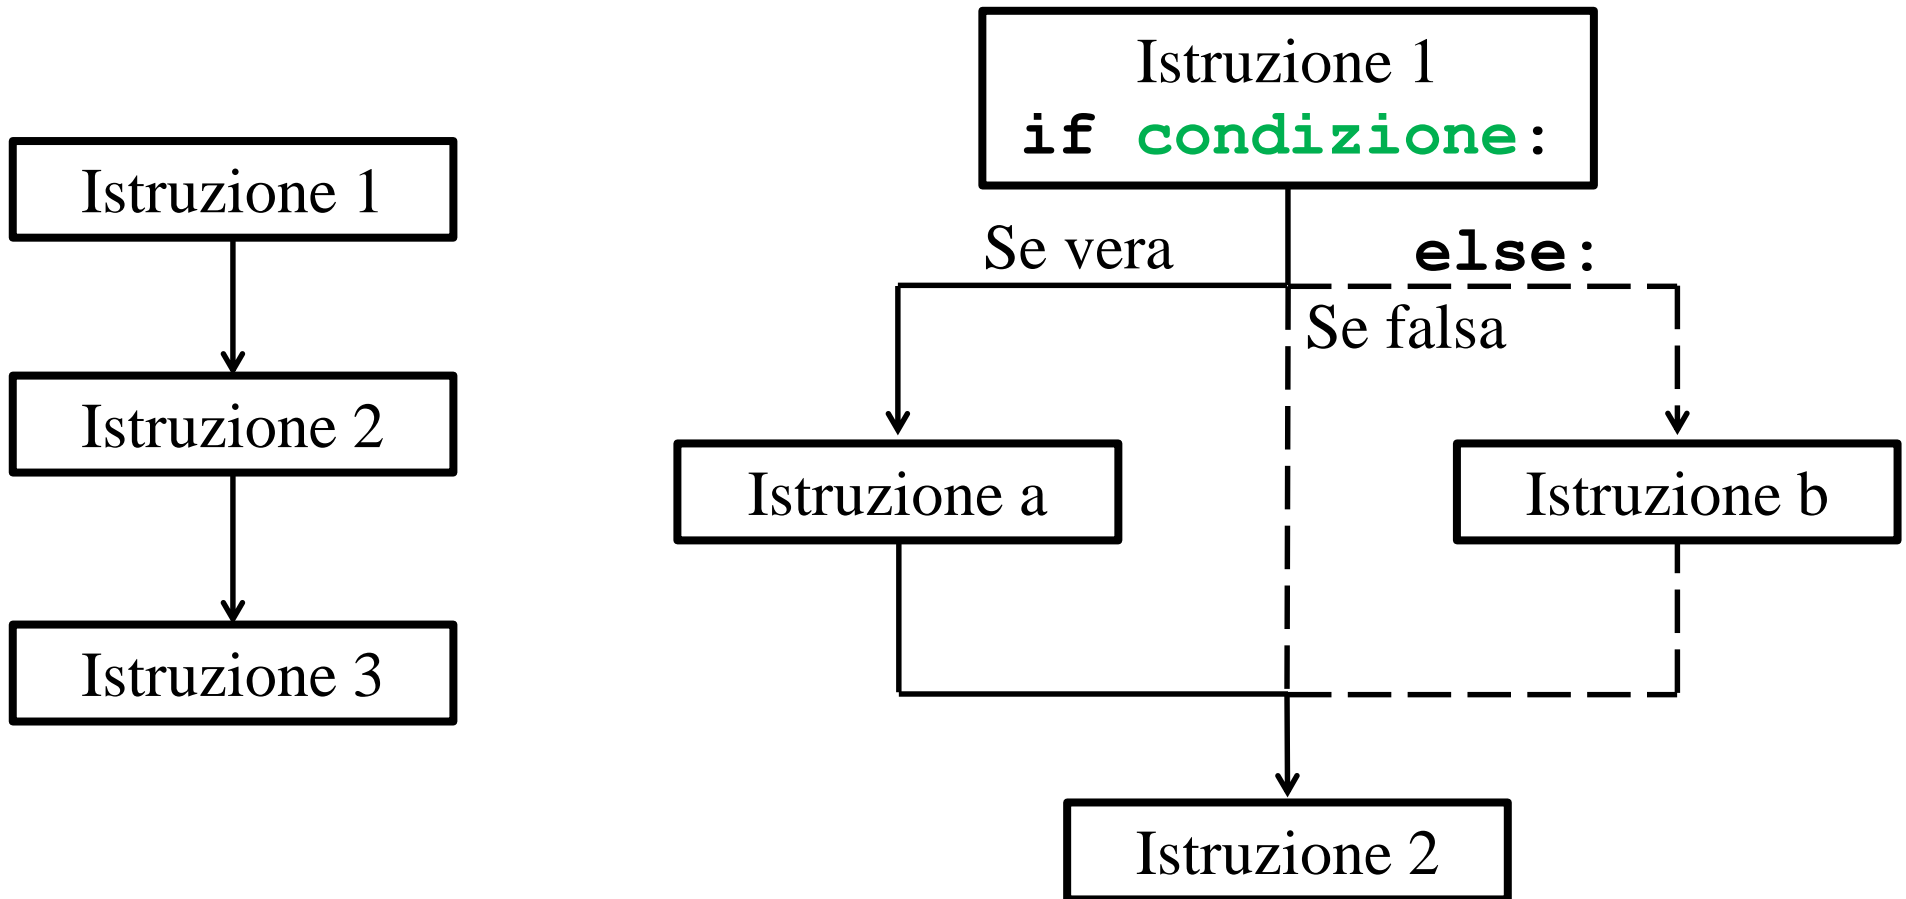 Istruzione 1
Istruzione 2
Istruzione 3
Istruzione 1
if condizione:
Se vera
else:
Se falsa
Istruzione a
Istruzione b
Istruzione 2